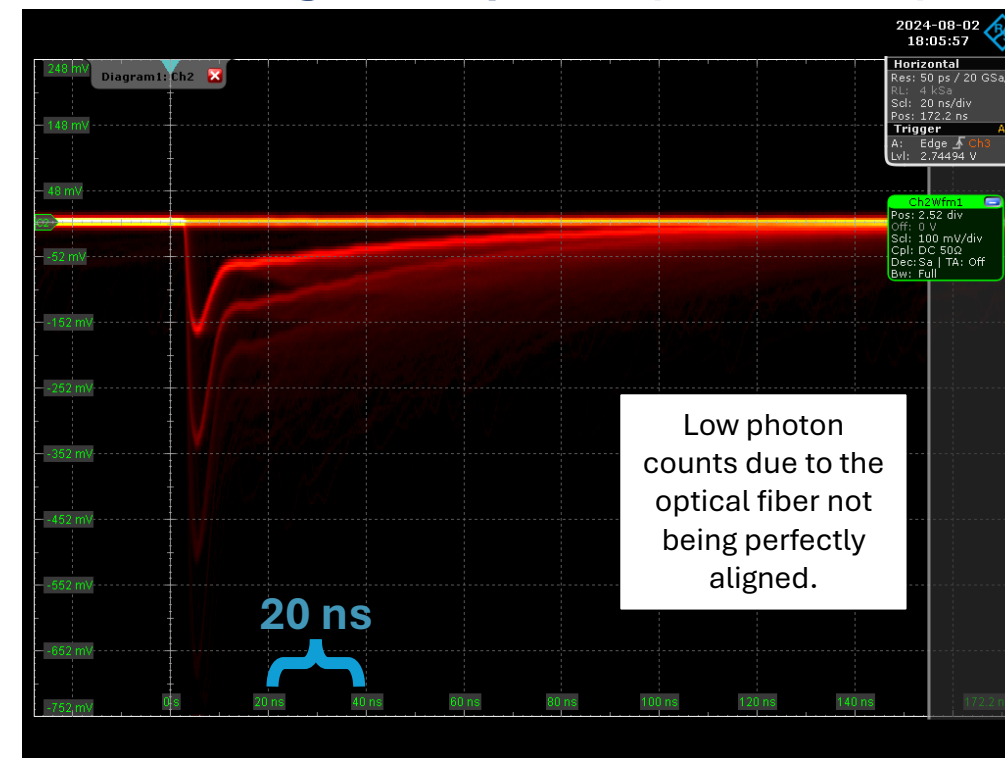 2024-08-02
18:05:57
Horizontal
Res: 50 ps / 20 GSa
RL: 4 kSa
Scl: 20 ns/div
Pos: 172.2 ns
Trigger A
A: Edge Ch3
Lvl: 2.74494 V
Diagram1: Ch2
248 mV
148 mV
48 mV
-52 mV
-152 mV
-252 mV
-352 mV
-452 mV
-552 mV
-652 mV
-752 mV
Ch2Wfm1
Pos: 2.52 div
Off: 0 V
Scl: 100 mV/div
Cpl: DC 50Ω
Dec: Sa | TA: Off
Bw: Full
Low photon
counts due to the
optical fiber not
being perfectly
aligned.
20 ns
0 s 20 ns 40 ns 60 ns 80 ns 100 ns 120 ns 140 ns 172.2 n